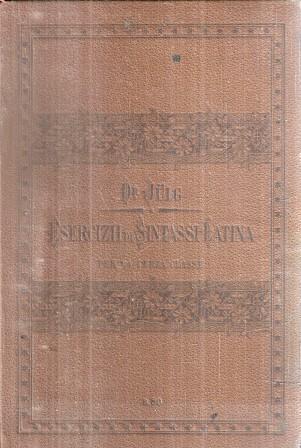 Dr. JÜLG
ESERCIZII DI SINTASSI LATINA
PER LA TERZA CLASSE